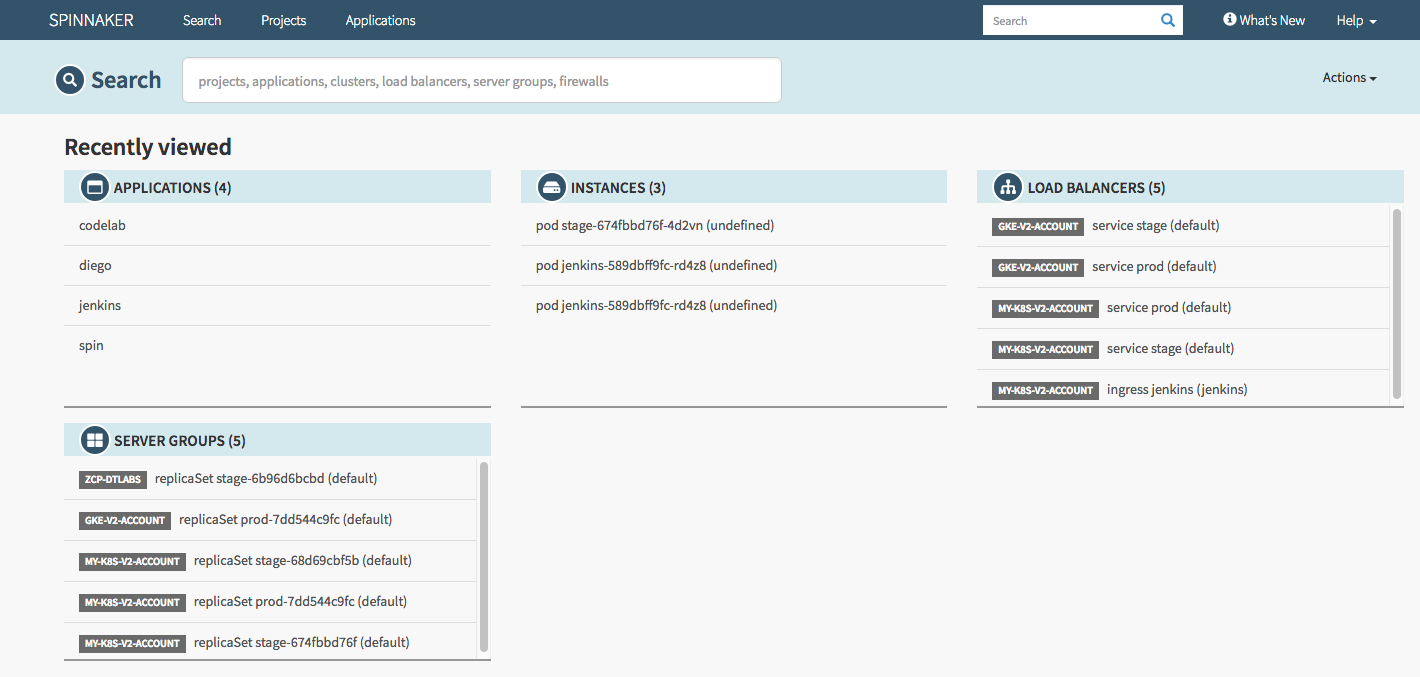 SPINNAKER Search Projects Applications Search What's New Help
Search projects, applications, clusters, load balancers, server groups, firewalls Actions
Recently viewed
APPLICATIONS (4)
codelab
diego
jenkins
spin
INSTANCES (3)
pod stage-674fbbd76f-4d2vn (undefined)
pod jenkins-589dbff9fc-rd4z8 (undefined)
pod jenkins-589dbff9fc-rd4z8 (undefined)
LOAD BALANCERS (5)
GKE-V2-ACCOUNT service stage (default)
GKE-V2-ACCOUNT service prod (default)
MY-K8S-V2-ACCOUNT service prod (default)
MY-K8S-V2-ACCOUNT service stage (default)
MY-K8S-V2-ACCOUNT ingress jenkins (jenkins)
SERVER GROUPS (5)
ZCP-DTLABS replicaSet stage-6b96d6bcbd (default)
GKE-V2-ACCOUNT replicaSet prod-7dd544c9fc (default)
MY-K8S-V2-ACCOUNT replicaSet stage-68d69cbf5b (default)
MY-K8S-V2-ACCOUNT replicaSet prod-7dd544c9fc (default)
MY-K8S-V2-ACCOUNT replicaSet stage-674fbbd76f (default)